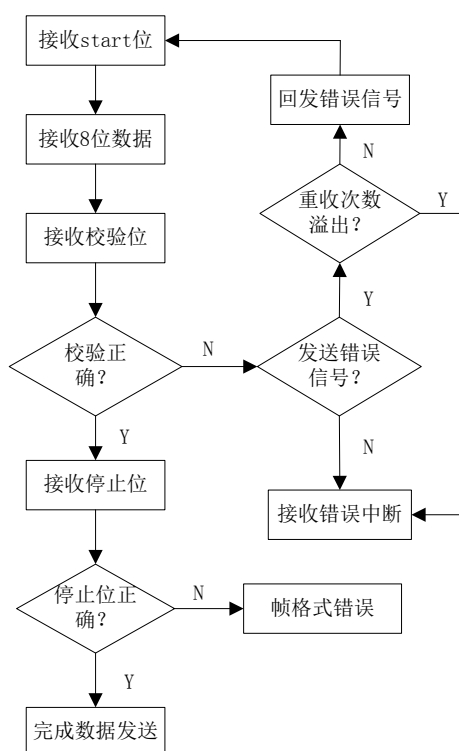 接收start位
回发错误信号
接收8位数据
N
重收次数
溢出?
Y
接收校验位
Y
校验正
确?
N
发送错误
信号?
Y
N
接收停止位
接收错误中断
停止位正
确?
N
帧格式错误
Y
完成数据发送